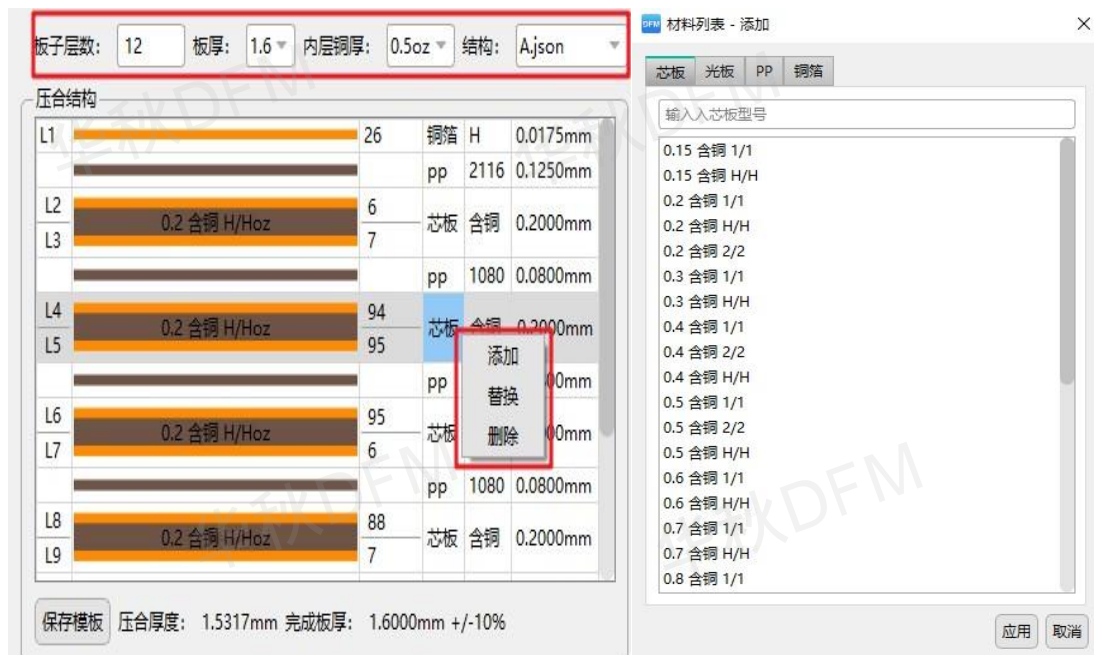 板子层数: 12 板厚: 1.6 内层铜厚: 0.5oz 结构: A.json
压合结构
L1 26 铜箔 H 0.0175mm
pp 2116 0.1250mm
L2 0.2 含铜 H/Hoz 6 芯板 含铜 0.2000mm
L3 7
pp 1080 0.0800mm
L4 0.2 含铜 H/Hoz 94 芯板 含铜 0.2000mm
L5 95
添加
pp 00mm
替换
L6 0.2 含铜 H/Hoz 95 芯板 00mm
删除
L7 6
pp 1080 0.0800mm
L8 0.2 含铜 H/Hoz 88 芯板 含铜 0.2000mm
L9 7
保存模板 压合厚度: 1.5317mm 完成板厚: 1.6000mm +/-10%
DFM 材料列表 - 添加
芯板 光板 PP 铜箔
输入入芯板型号
0.15 含铜 1/1
0.15 含铜 H/H
0.2 含铜 1/1
0.2 含铜 H/H
0.2 含铜 2/2
0.3 含铜 1/1
0.3 含铜 H/H
0.4 含铜 1/1
0.4 含铜 2/2
0.4 含铜 H/H
0.5 含铜 1/1
0.5 含铜 2/2
0.5 含铜 H/H
0.6 含铜 1/1
0.6 含铜 H/H
0.7 含铜 1/1
0.7 含铜 H/H
0.8 含铜 1/1
应用 取消
华秋DFM
华秋DFM
华秋DFM
华秋DFM